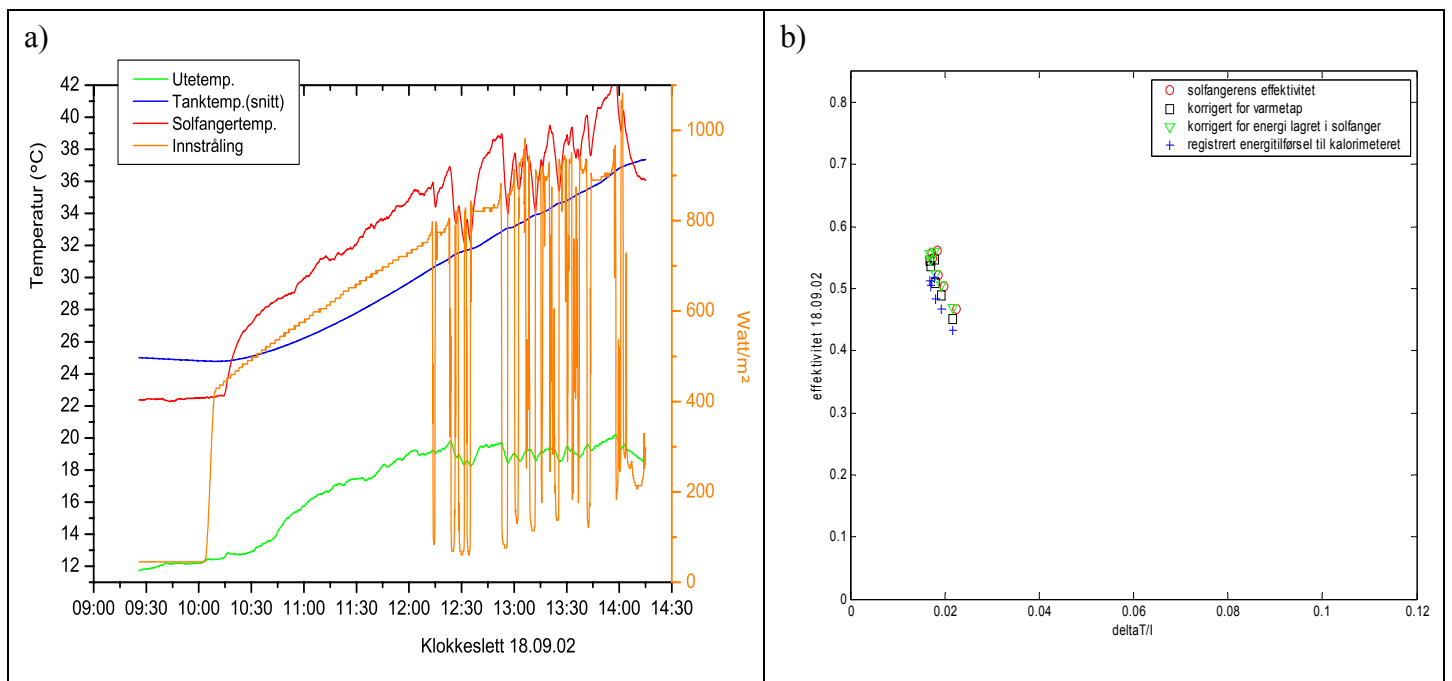 a)
Utetemp.
Tanktemp.(snitt)
Solfangertemp.
Innstråling
42
40
38
36
34
32
30
28
26
24
22
20
18
16
14
12
Temperatur (°C)
1000
800
600
400
200
0
Watt/m²
09:00 09:30 10:00 10:30 11:00 11:30 12:00 12:30 13:00 13:30 14:00 14:30
Klokkeslett 18.09.02
b)
solfangerens effektivitet
korrigert for varmetap
korrigert for energi lagret i solfanger
registrert energitilførsel til kalorimeteret
0.8
0.7
0.6
0.5
0.4
0.3
0.2
0.1
0
effektivitet 18.09.02
0 0.02 0.04 0.06 0.08 0.1 0.12
deltaT/I